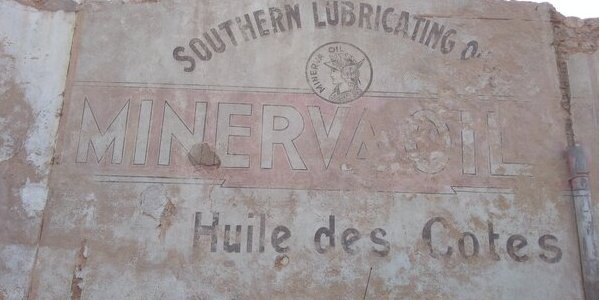 SOUTHERN LUBRICATING
MINERVA OIL
MINERVA OIL
Huile des Cotes